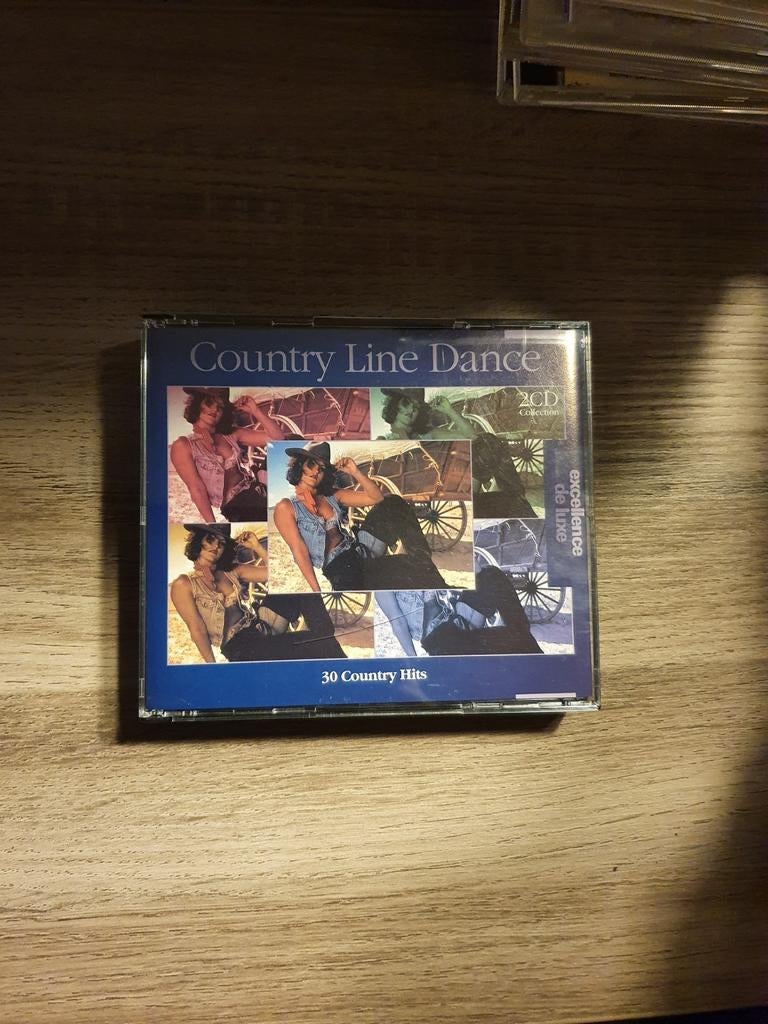 Country Line Dance
2CD
Collection
excellence
de luxe
30 Country Hits